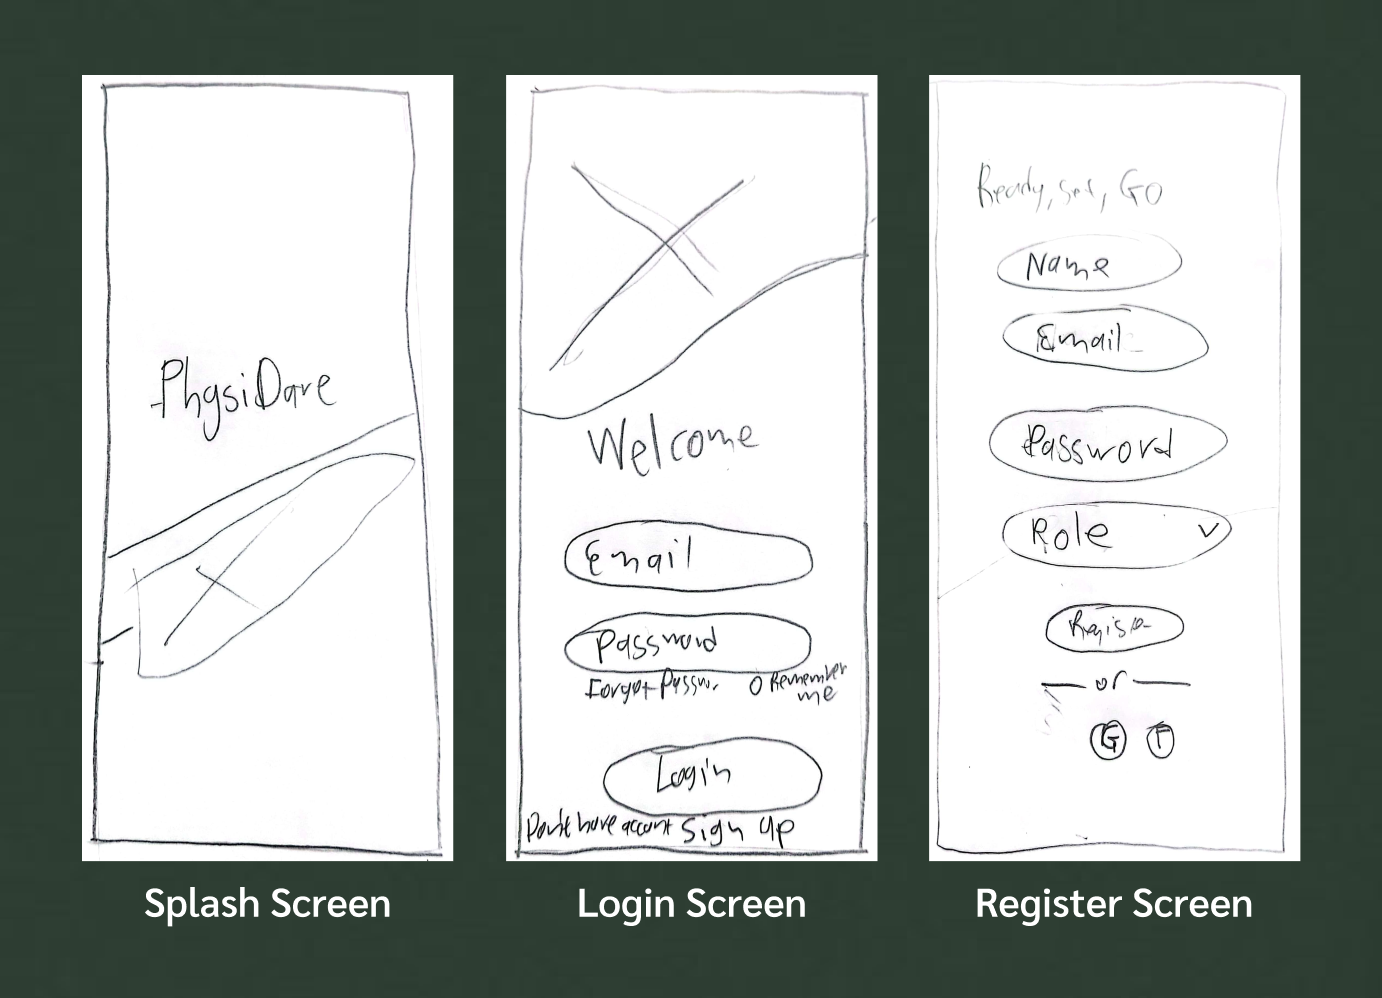 PhysiDare
Splash Screen
Welcome
Email
Password
Forgot Passw. O Remember
me
Login
Don't have account Sign Up
Login Screen
Ready, Set, Go
Name
Email
Password
Role
Register
or
G F
Register Screen